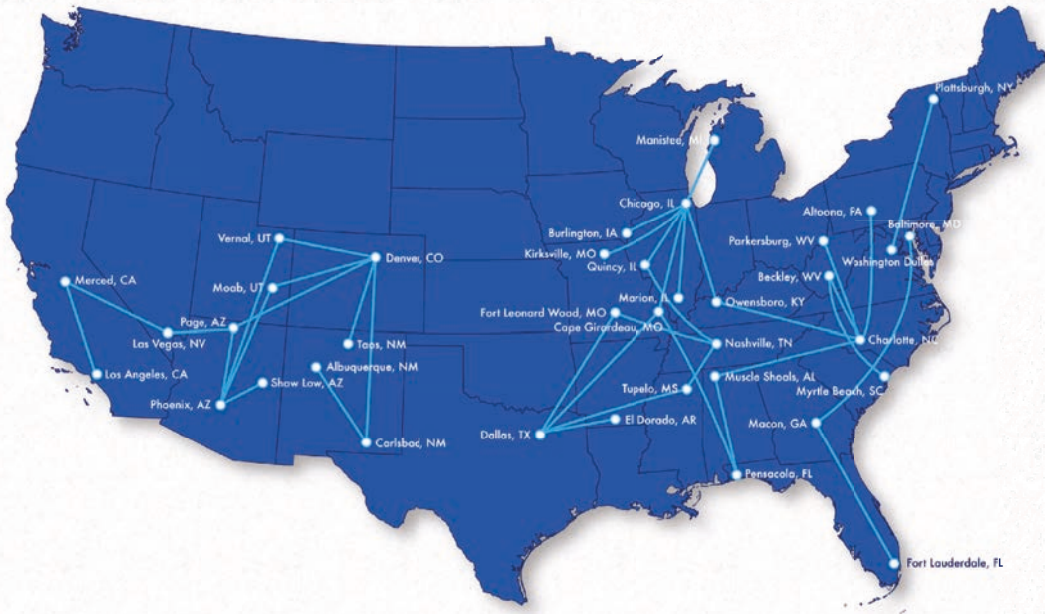 Plattsburgh, NY
Manistee, MI
Chicago, IL
Altoona, FA
Burlington, IA
Baltimore, MD
Vernal, UT
Parkersburg, WV
Kirksville, MO
Denver, CO
Washington Dulles
Quincy, IL
Beckley, WV
Merced, CA
Moab, UT
Marion, IL
Owensboro, KY
Fort Leonard Wood, MO
Page, AZ
Cape Girardeau, MO
Las Vegas, NV
Charlotte, NC
Taos, NM
Nashville, TN
Albuquerque, NM
Los Angeles, CA
Muscle Shoals, AL
Show Low, AZ
Tupelo, MS
Myrtle Beach, SC
Phoenix, AZ
El Dorado, AR
Macon, GA
Dallas, TX
Carlsbad, NM
Pensacola, FL
Fort Lauderdale, FL